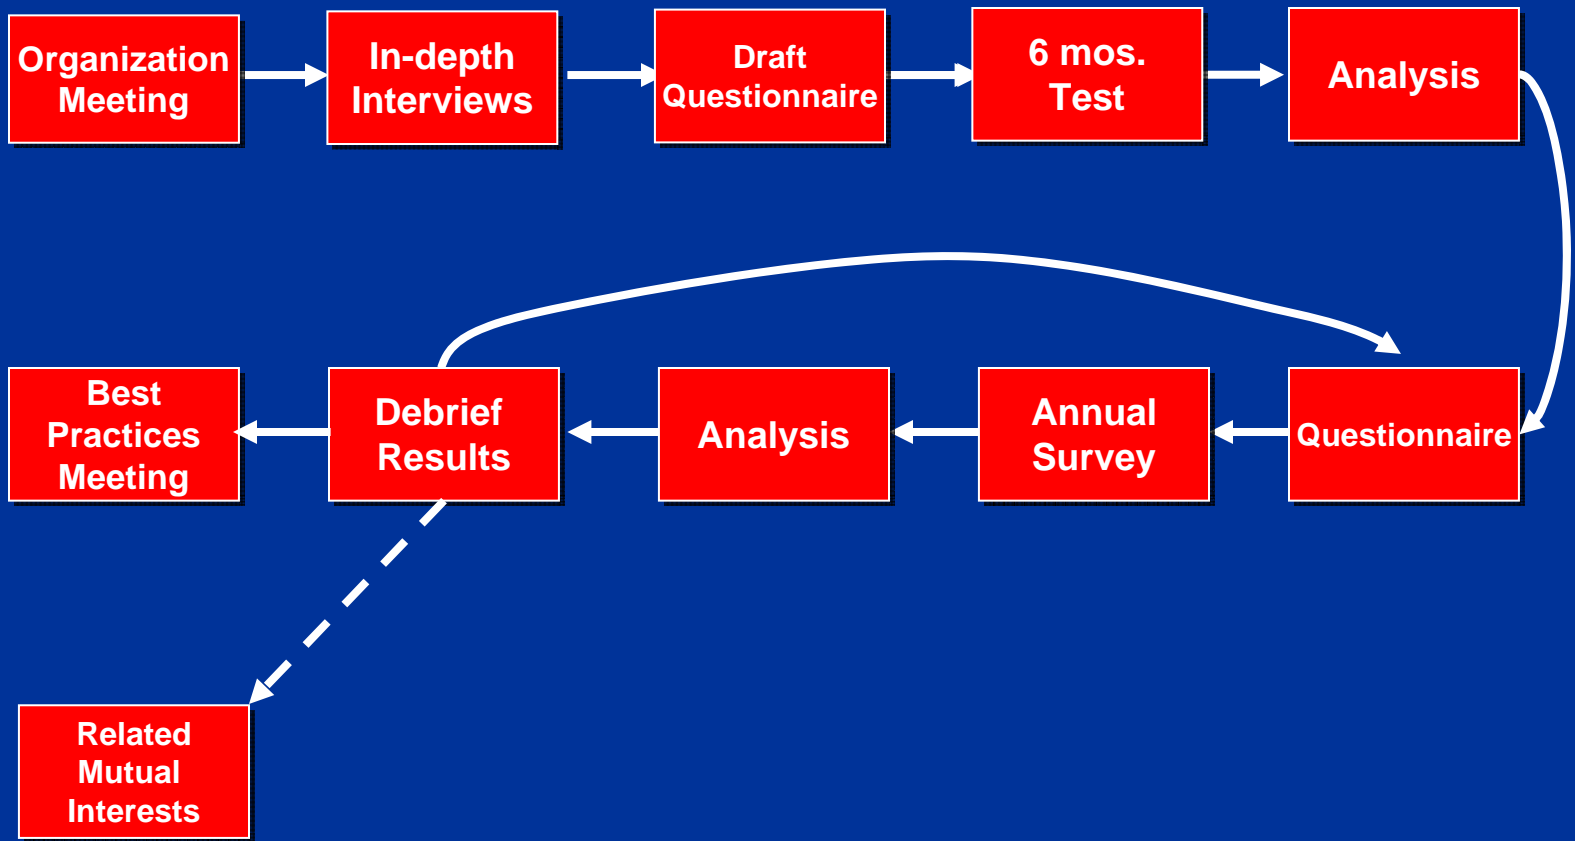 Organization
Meeting
In-depth
Interviews
Draft
Questionnaire
6 mos.
Test
Analysis
Best
Practices
Meeting
Debrief
Results
Analysis
Annual
Survey
Questionnaire
Related
Mutual
Interests